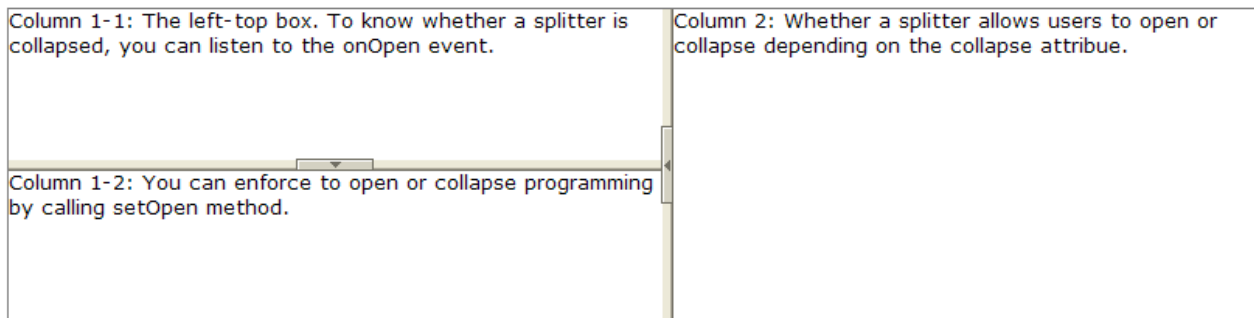 Column 1-1: The left-top box. To know whether a splitter is
collapsed, you can listen to the onOpen event.
Column 1-2: You can enforce to open or collapse programming
by calling setOpen method.
Column 2: Whether a splitter allows users to open or
collapse depending on the collapse attribue.